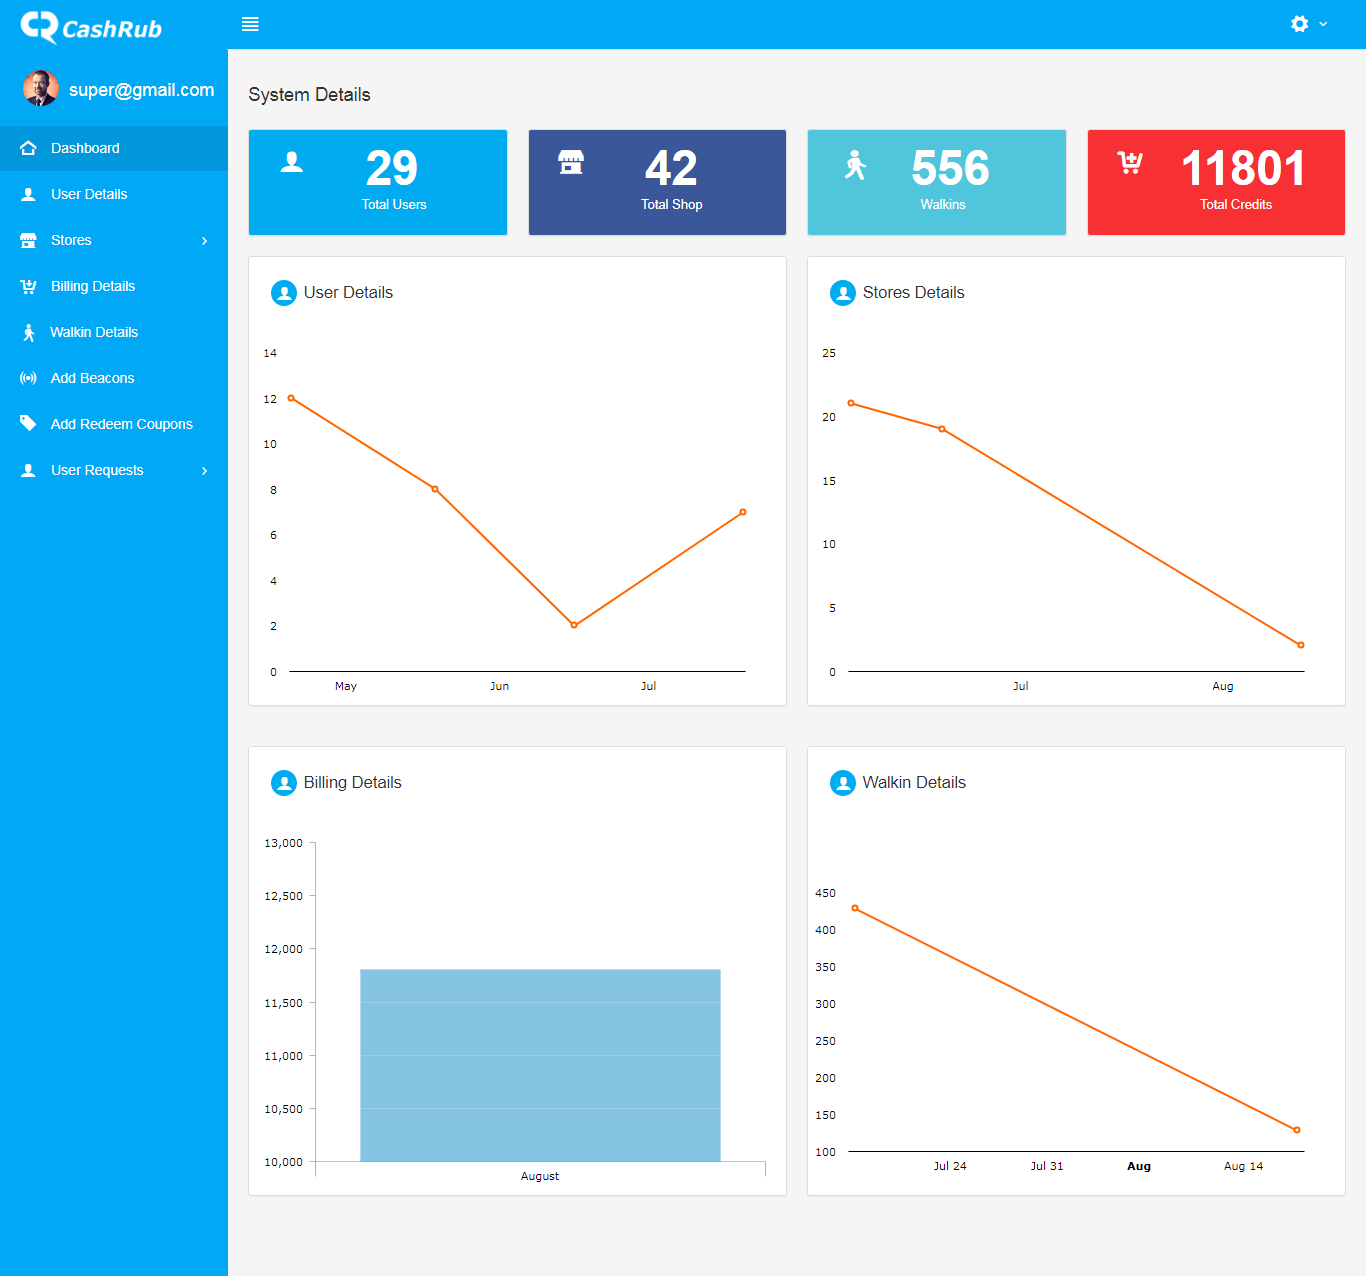 CashRub
super@gmail.com
Dashboard
User Details
Stores
Billing Details
Walkin Details
Add Beacons
Add Redeem Coupons
User Requests
System Details
29
Total Users
42
Total Shop
556
Walkins
11801
Total Credits
User Details
14
12
10
8
6
4
2
0
May Jun Jul
Stores Details
25
20
15
10
5
0
Jul Aug
Billing Details
13,000
12,500
12,000
11,500
11,000
10,500
10,000
August
Walkin Details
450
400
350
300
250
200
150
100
Jul 24 Jul 31 Aug Aug 14